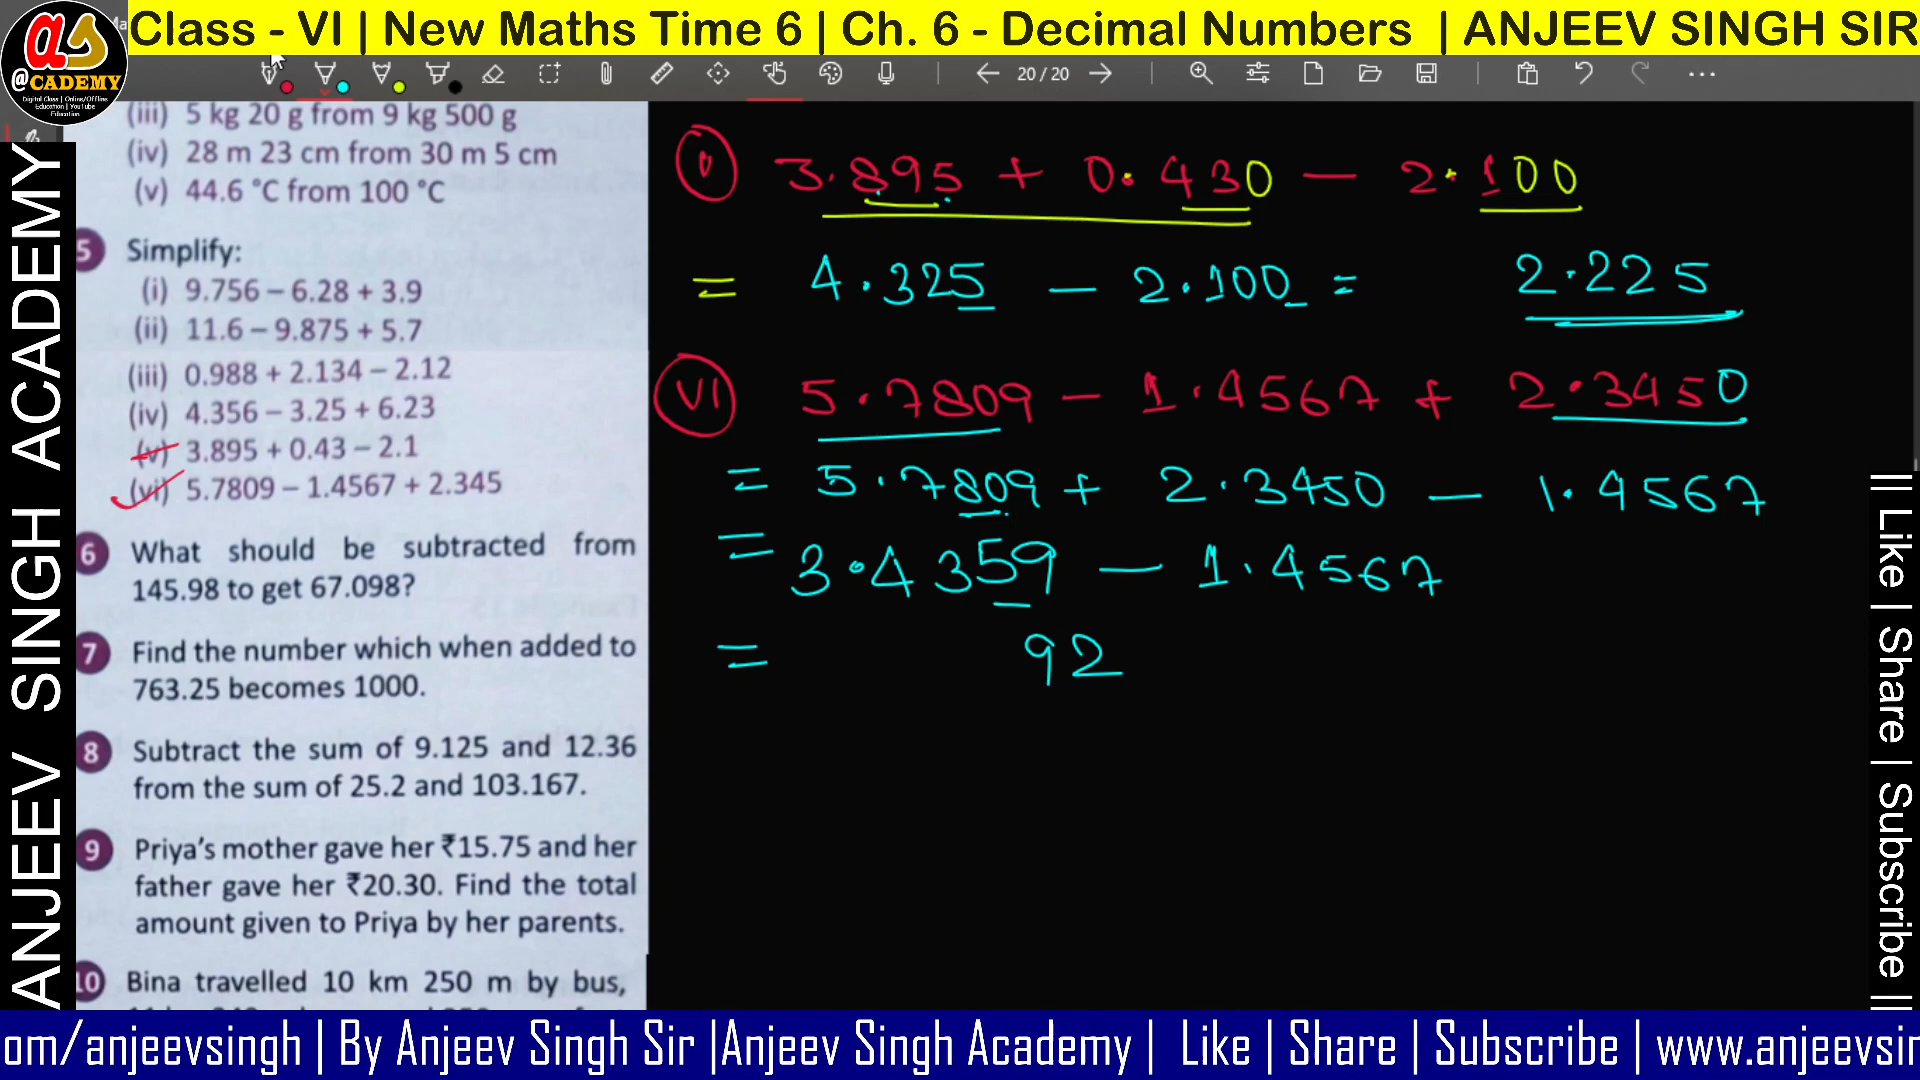 Class - VI | New Maths Time 6 | Ch. 6 - Decimal Numbers | ANJEEV SINGH SIR
as
@CADEMY
Digital Class | Online/Offline
Education | YouTube
Education
20 / 20
ANJEEV SINGH ACADEMY
(iii) 5 kg 20 g from 9 kg 500 g
(iv) 28 m 23 cm from 30 m 5 cm
(v) 44.6 °C from 100 °C
5 Simplify:
(i) 9.756 – 6.28 + 3.9
(ii) 11.6 – 9.875 + 5.7
(iii) 0.988 + 2.134 – 2.12
(iv) 4.356 – 3.25 + 6.23
(v) 3.895 + 0.43 – 2.1
(vi) 5.7809 – 1.4567 + 2.345
6 What should be subtracted from
145.98 to get 67.098?
7 Find the number which when added to
763.25 becomes 1000.
8 Subtract the sum of 9.125 and 12.36
from the sum of 25.2 and 103.167.
9 Priya's mother gave her ₹15.75 and her
father gave her ₹20.30. Find the total
amount given to Priya by her parents.
10 Bina travelled 10 km 250 m by bus,
3.895 + 0.430 – 2.100
= 4.325 – 2.100 = 2.225
VI 5.7809 – 1.4567 + 2.3450
= 5.7809 + 2.3450 – 1.4567
= 3.4359 – 1.4567
= 92
|| Like | Share | Subscribe ||
om/anjeevsingh | By Anjeev Singh Sir |Anjeev Singh Academy | Like | Share | Subscribe | www.anjeevsir